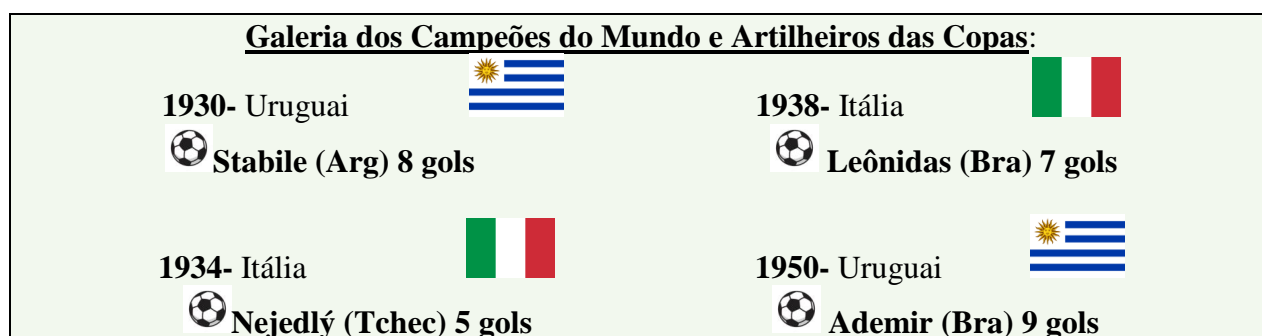 Galeria dos Campeões do Mundo e Artilheiros das Copas:
1930- Uruguai
Stabile (Arg) 8 gols
1934- Itália
Nejedlý (Tchec) 5 gols
1938- Itália
Leônidas (Bra) 7 gols
1950- Uruguai
Ademir (Bra) 9 gols